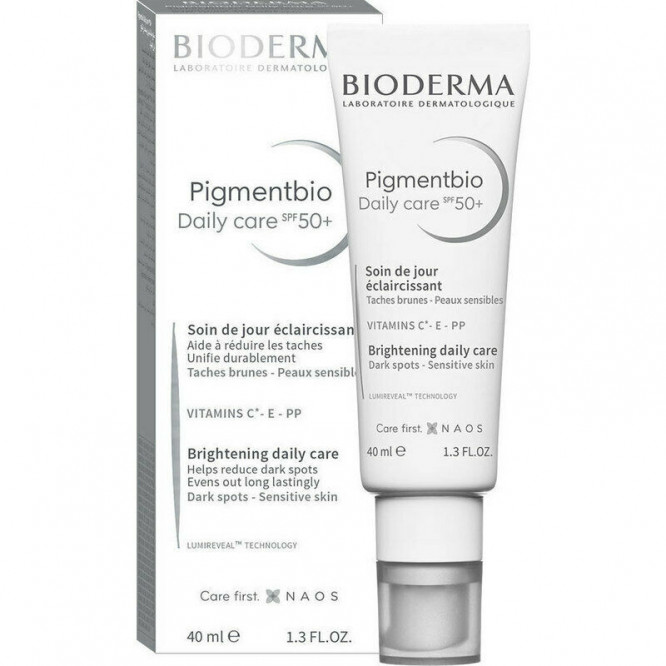 BIODERMA
LABORATOIRE DERMATOLOGIQUE
Pigmentbio
Daily care SPF50+
Soin de jour éclaircissan
Aide à réduire les taches
Unifie durablement
Taches brunes - Peaux sensibl
VITAMINS C*- E - PP
Brightening daily care
Helps reduce dark spots
Evens out long lastingly
Dark spots - Sensitive skin
LUMIREVEAL™ TECHNOLOGY
Care first. NAOS
40 ml e 1.3 FL.OZ.
BIODERMA
LABORATOIRE DERMATOLOGIQUE
Pigmentbio
Daily care SPF50+
Soin de jour
éclaircissant
Taches brunes - Peaux sensibles
VITAMINS C*- E - PP
Brightening daily care
Dark spots - Sensitive skin
LUMIREVEAL™ TECHNOLOGY
Care first. NAOS
40 ml e 1.3 FL.OZ.